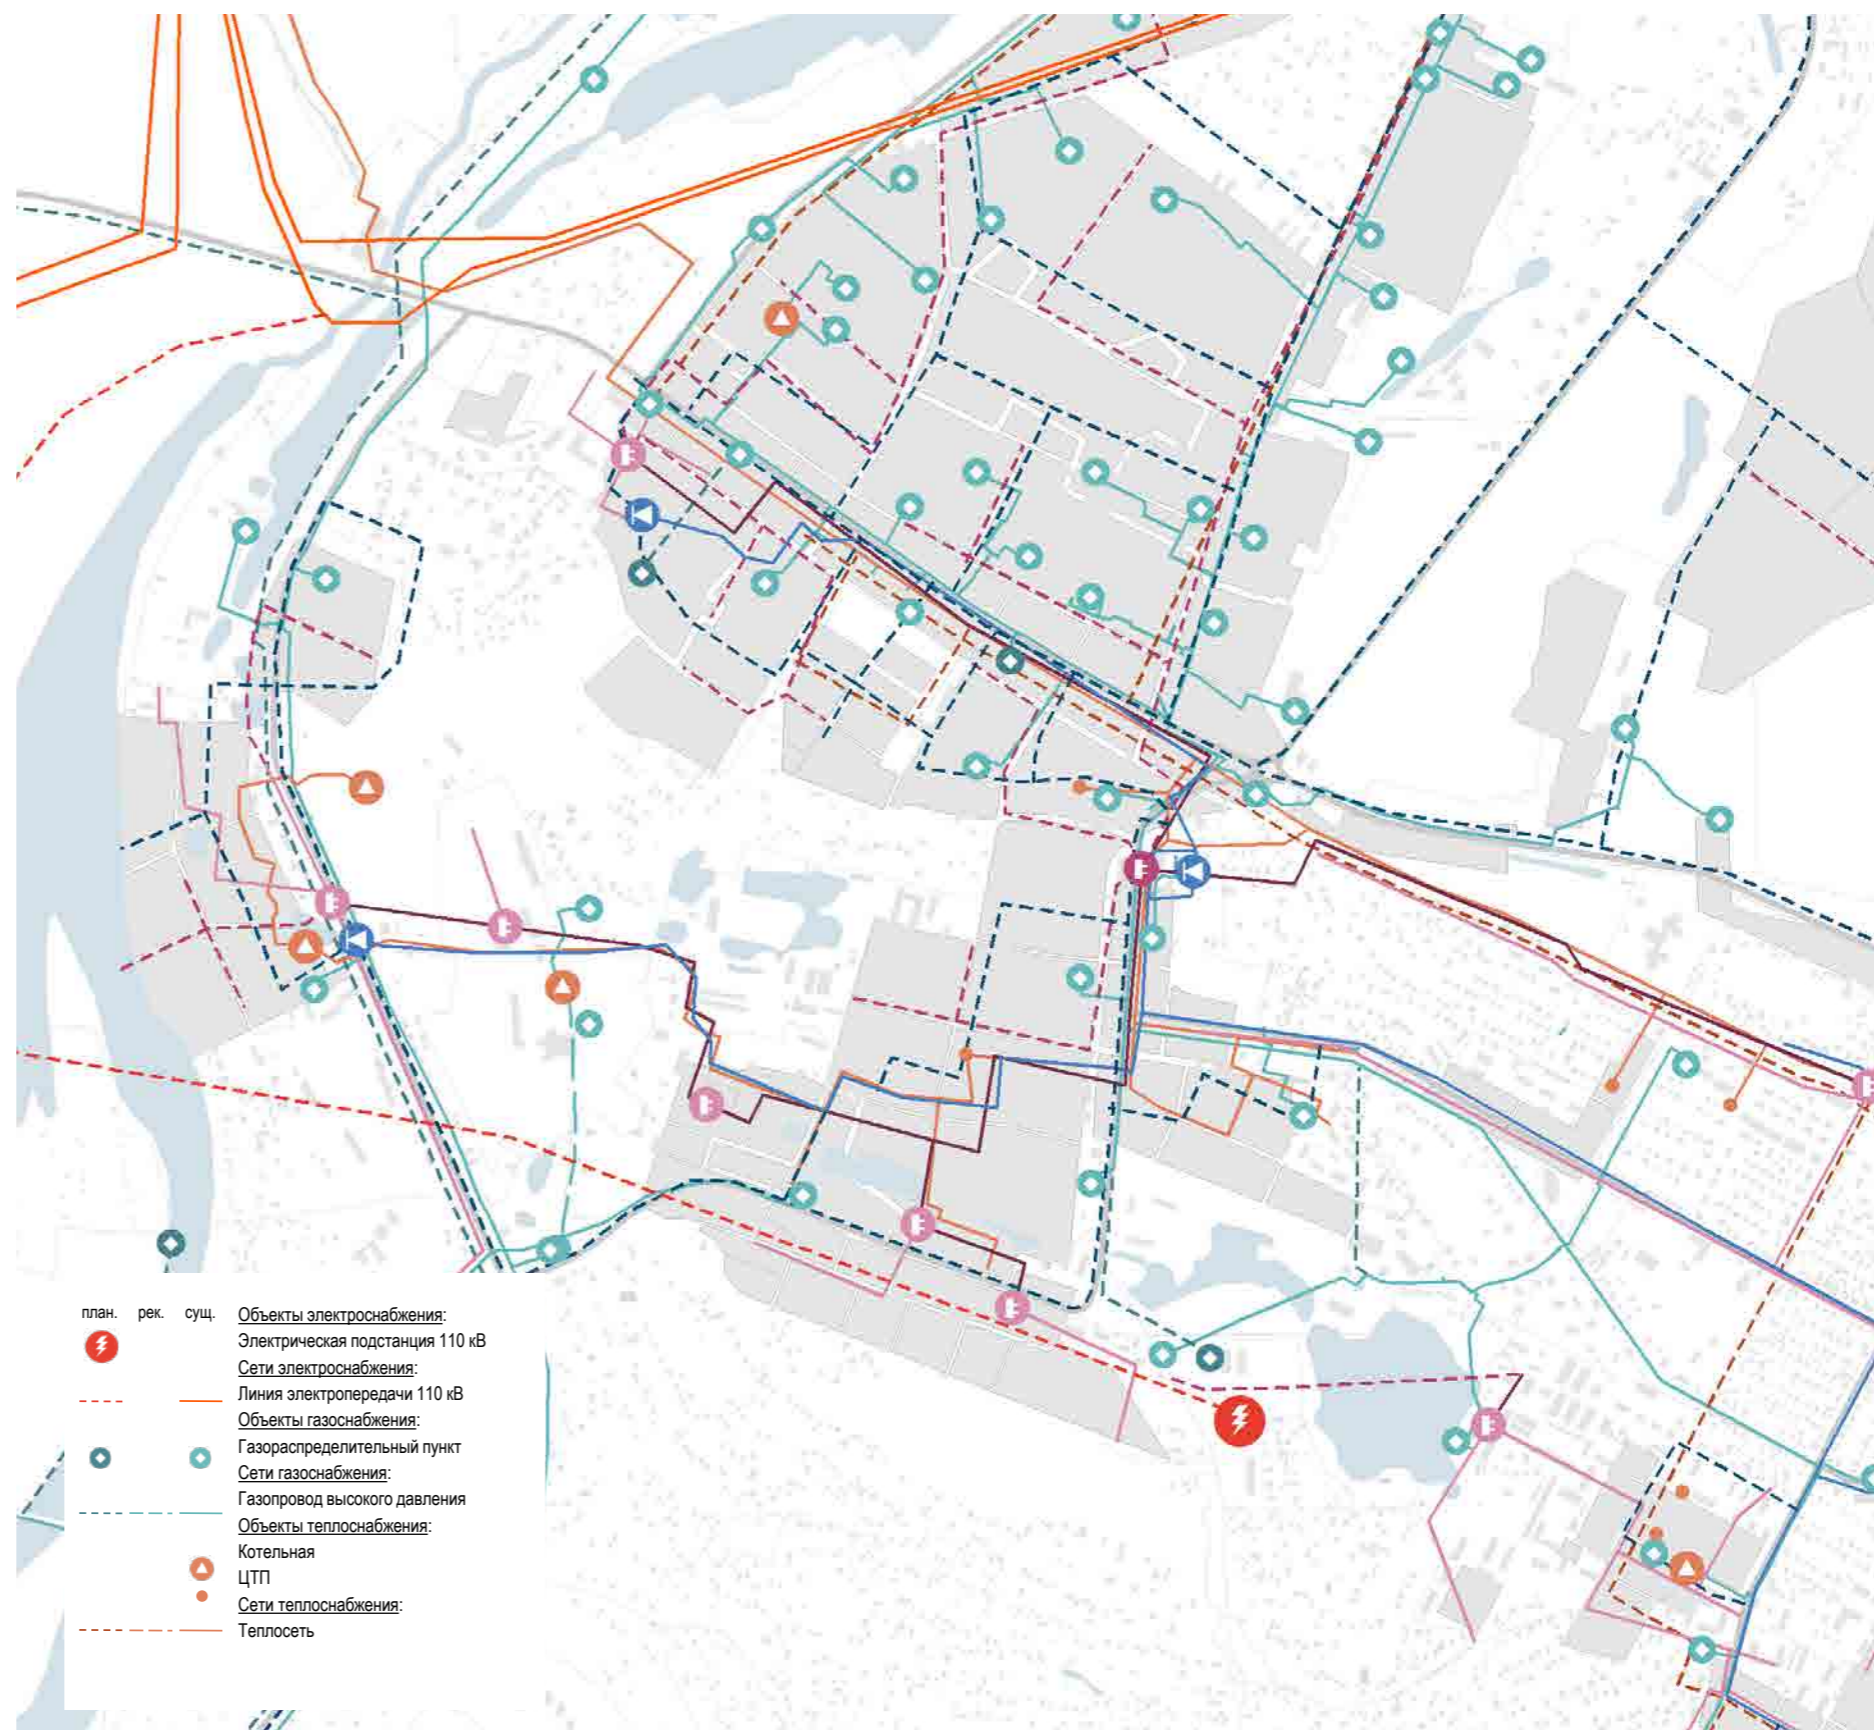 план. рек. сущ. Объекты электроснабжения:
Электрическая подстанция 110 кВ
Сети электроснабжения:
Линия электропередачи 110 кВ
Объекты газоснабжения:
Газораспределительный пункт
Сети газоснабжения:
Газопровод высокого давления
Объекты теплоснабжения:
Котельная
ЦТП
Сети теплоснабжения:
Теплосеть